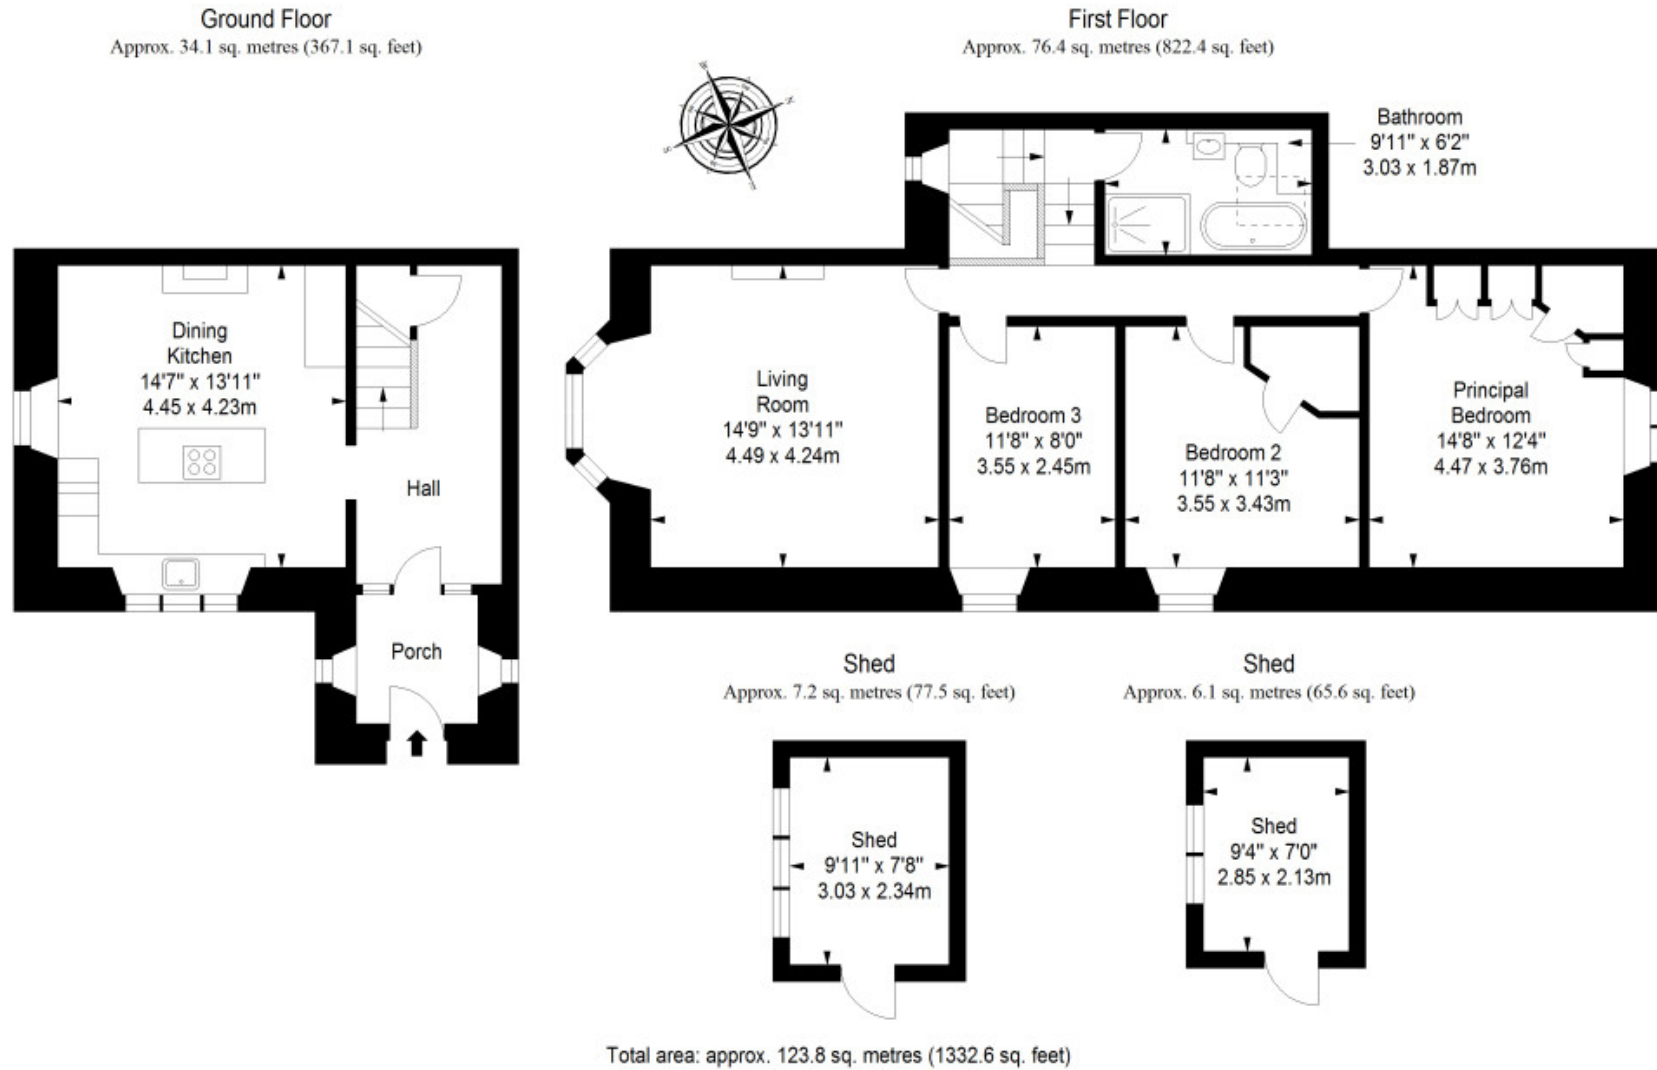 Ground Floor
Approx. 34.1 sq. metres (367.1 sq. feet)
First Floor
Approx. 76.4 sq. metres (822.4 sq. feet)
Bathroom
9'11" x 6'2"
3.03 x 1.87m
Dining
Kitchen
14'7" x 13'11"
4.45 x 4.23m
Hall
Porch
Living
Room
14'9" x 13'11"
4.49 x 4.24m
Bedroom 3
11'8" x 8'0"
3.55 x 2.45m
Bedroom 2
11'8" x 11'3"
3.55 x 3.43m
Principal
Bedroom
14'8" x 12'4"
4.47 x 3.76m
Shed
Approx. 7.2 sq. metres (77.5 sq. feet)
Shed
9'11" x 7'8"
3.03 x 2.34m
Shed
Approx. 6.1 sq. metres (65.6 sq. feet)
Shed
9'4" x 7'0"
2.85 x 2.13m
Total area: approx. 123.8 sq. metres (1332.6 sq. feet)